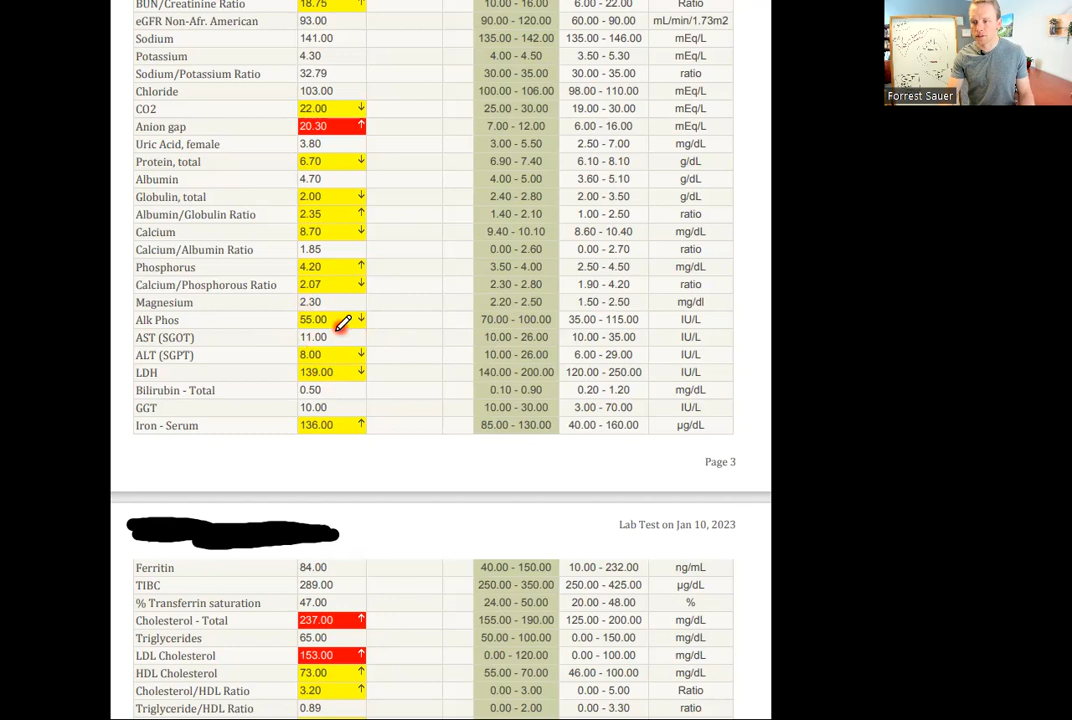 BUN/Creatinine Ratio 18.75 ↑ 10.00 - 16.00 6.00 - 22.00 Ratio
eGFR Non-Afr. American 93.00 90.00 - 120.00 60.00 - 90.00 mL/min/1.73m2
Sodium 141.00 135.00 - 142.00 135.00 - 146.00 mEq/L
Potassium 4.30 4.00 - 4.50 3.50 - 5.30 mEq/L
Sodium/Potassium Ratio 32.79 30.00 - 35.00 30.00 - 35.00 ratio
Chloride 103.00 100.00 - 106.00 98.00 - 110.00 mEq/L
Forrest Sauer
CO2 22.00 ↓ 25.00 - 30.00 19.00 - 30.00 mEq/L
Anion gap 20.30 ↑ 7.00 - 12.00 6.00 - 16.00 mEq/L
Uric Acid, female 3.80 3.00 - 5.50 2.50 - 7.00 mg/dL
Protein, total 6.70 ↓ 6.90 - 7.40 6.10 - 8.10 g/dL
Albumin 4.70 4.00 - 5.00 3.60 - 5.10 g/dL
Globulin, total 2.00 ↓ 2.40 - 2.80 2.00 - 3.50 g/dL
Albumin/Globulin Ratio 2.35 ↑ 1.40 - 2.10 1.00 - 2.50 ratio
Calcium 8.70 ↓ 9.40 - 10.10 8.60 - 10.40 mg/dL
Calcium/Albumin Ratio 1.85 0.00 - 2.60 0.00 - 2.70 ratio
Phosphorus 4.20 ↑ 3.50 - 4.00 2.50 - 4.50 mg/dL
Calcium/Phosphorous Ratio 2.07 ↓ 2.30 - 2.80 1.90 - 4.20 ratio
Magnesium 2.30 2.20 - 2.50 1.50 - 2.50 mg/dl
Alk Phos 55.00 ↓ 70.00 - 100.00 35.00 - 115.00 IU/L
AST (SGOT) 11.00 10.00 - 26.00 10.00 - 35.00 IU/L
ALT (SGPT) 8.00 ↓ 10.00 - 26.00 6.00 - 29.00 IU/L
LDH 139.00 ↓ 140.00 - 200.00 120.00 - 250.00 IU/L
Bilirubin - Total 0.50 0.10 - 0.90 0.20 - 1.20 mg/dL
GGT 10.00 10.00 - 30.00 3.00 - 70.00 IU/L
Iron - Serum 136.00 ↑ 85.00 - 130.00 40.00 - 160.00 µg/dL
Page 3
Lab Test on Jan 10, 2023
Ferritin 84.00 40.00 - 150.00 10.00 - 232.00 ng/mL
TIBC 289.00 250.00 - 350.00 250.00 - 425.00 µg/dL
% Transferrin saturation 47.00 24.00 - 50.00 20.00 - 48.00 %
Cholesterol - Total 237.00 ↑ 155.00 - 190.00 125.00 - 200.00 mg/dL
Triglycerides 65.00 50.00 - 100.00 0.00 - 150.00 mg/dL
LDL Cholesterol 153.00 ↑ 0.00 - 120.00 0.00 - 100.00 mg/dL
HDL Cholesterol 73.00 ↑ 55.00 - 70.00 46.00 - 100.00 mg/dL
Cholesterol/HDL Ratio 3.20 ↑ 0.00 - 3.00 0.00 - 5.00 Ratio
Triglyceride/HDL Ratio 0.89 0.00 - 2.00 0.00 - 3.30 ratio